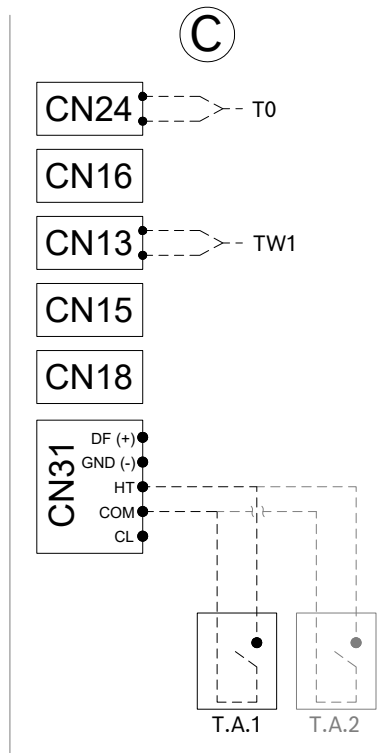 C
CN24
T0
CN16
CN13
TW1
CN15
CN18
CN31
DF (+)
GND (-)
HT
COM
CL
T.A.1
T.A.2